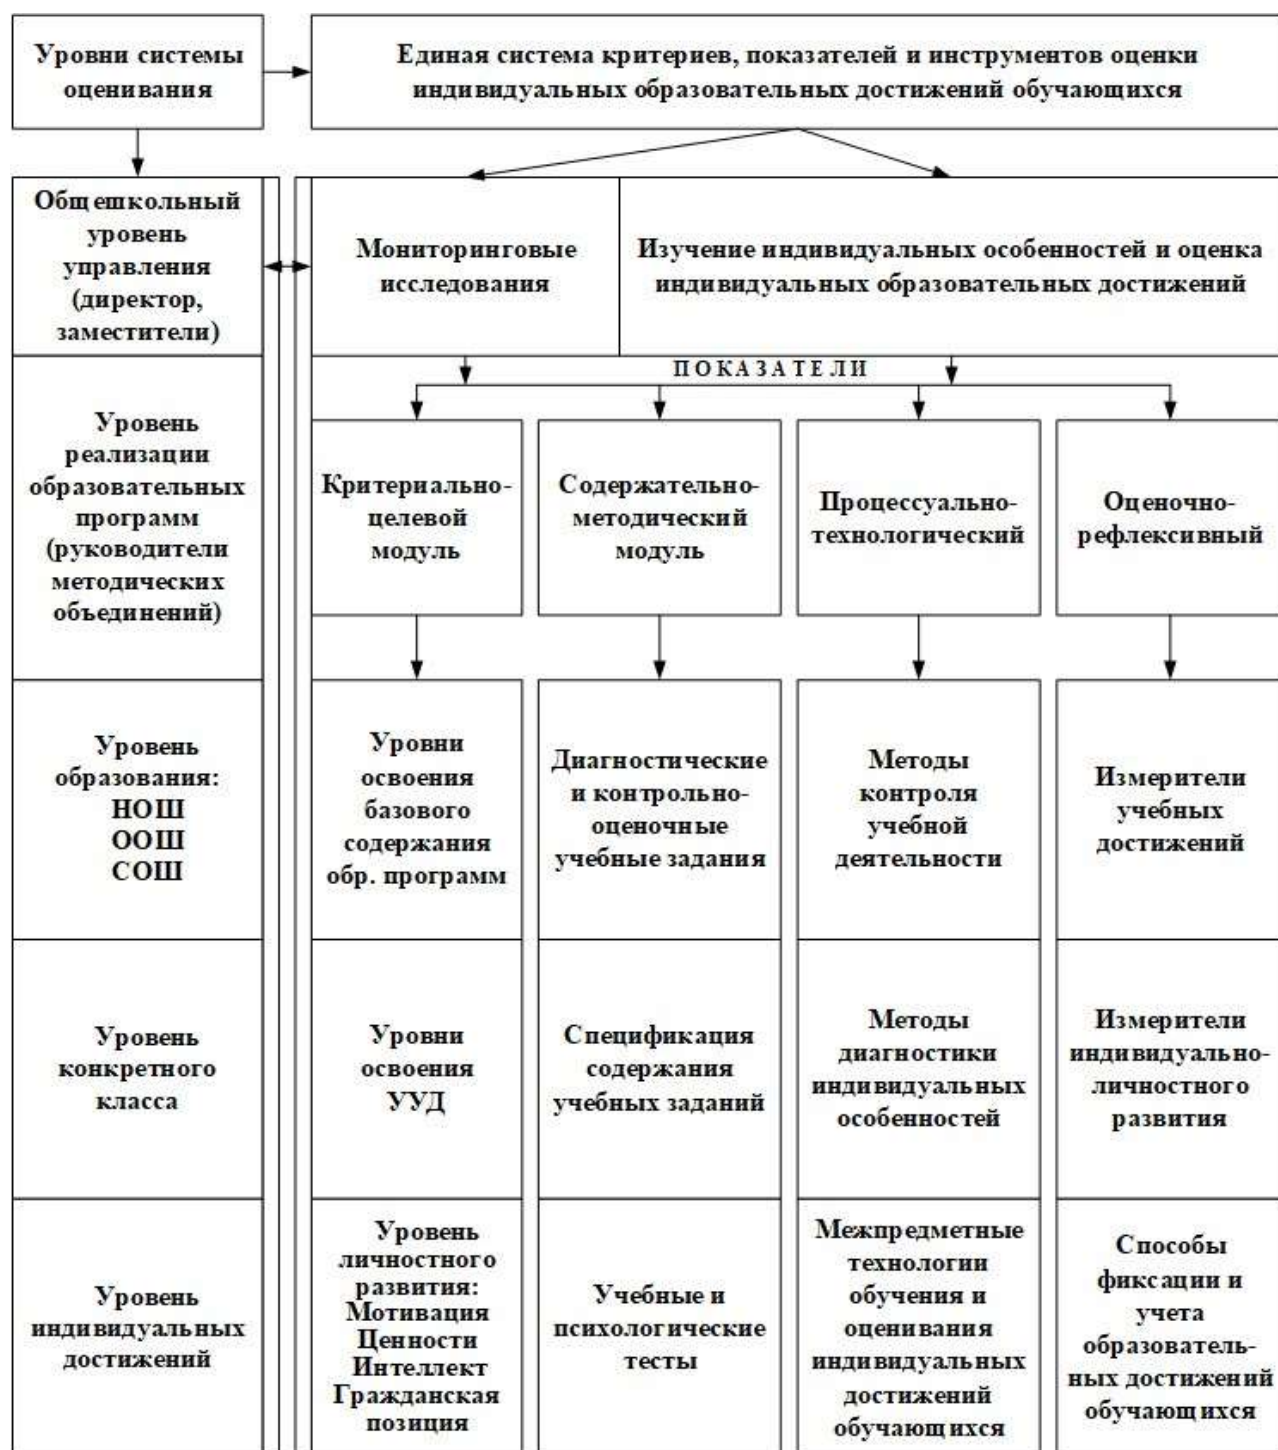 Уровни системы
оценивания
Единая система критериев, показателей и инструментов оценки
индивидуальных образовательных достижений обучающихся
Общешкольный
уровень
управления
(директор,
заместители)
Мониторинговые
исследования
Изучение индивидуальных особенностей и оценка
индивидуальных образовательных достижений
ПОКАЗАТЕЛИ
Уровень
реализации
образовательных
программ
(руководители
методических
объединений)
Критериально-
целевой
модуль
Содержательно-
методический
модуль
Процессуально-
технологический
Оценочно-
рефлексивный
Уровень
образования:
НОШ
ООШ
СОШ
Уровни
освоения
базового
содержания
обр. программ
Диагностические
и контрольно-
оценочные
учебные задания
Методы
контроля
учебной
деятельности
Измерители
учебных
достижений
Уровень
конкретного
класса
Уровни
освоения
УУД
Спецификация
содержания
учебных заданий
Методы
диагностики
индивидуальных
особенностей
Измерители
индивидуально-
личностного
развития
Уровень
индивидуальных
достижений
Уровень
личностного
развития:
Мотивация
Ценности
Интеллект
Гражданская
позиция
Учебные и
психологические
тесты
Межпредметные
технологии
обучения и
оценивания
индивидуальных
достижений
обучающихся
Способы
фиксации и
учета
образователь-
ных достижений
обучающихся